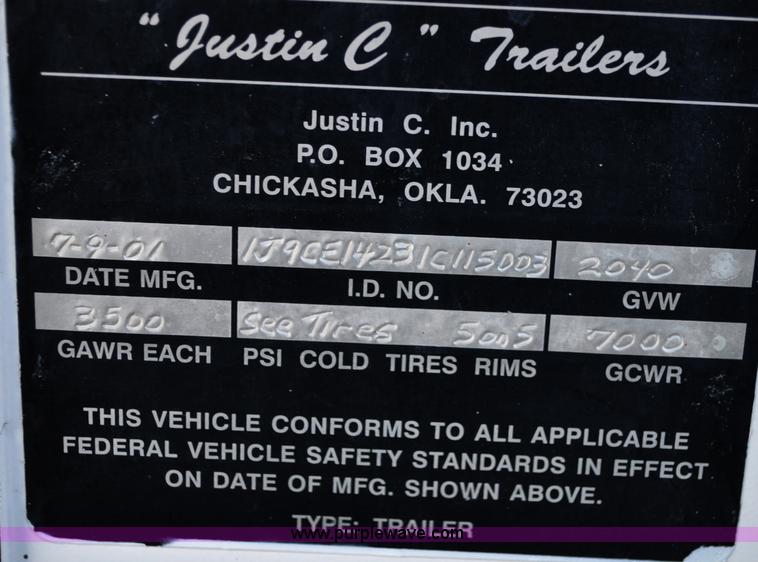 "Justin C" Trailers
Justin C. Inc.
P.O. BOX 1034
CHICKASHA, OKLA. 73023
7-9-01 1J9CE14231C115003 2040
DATE MFG. I.D. NO. GVW
3500 See Tires 5on5 7000
GAWR EACH PSI COLD TIRES RIMS GCWR
THIS VEHICLE CONFORMS TO ALL APPLICABLE
FEDERAL VEHICLE SAFETY STANDARDS IN EFFECT
ON DATE OF MFG. SHOWN ABOVE.
TYPE: TRAILER
www.purplewave.com